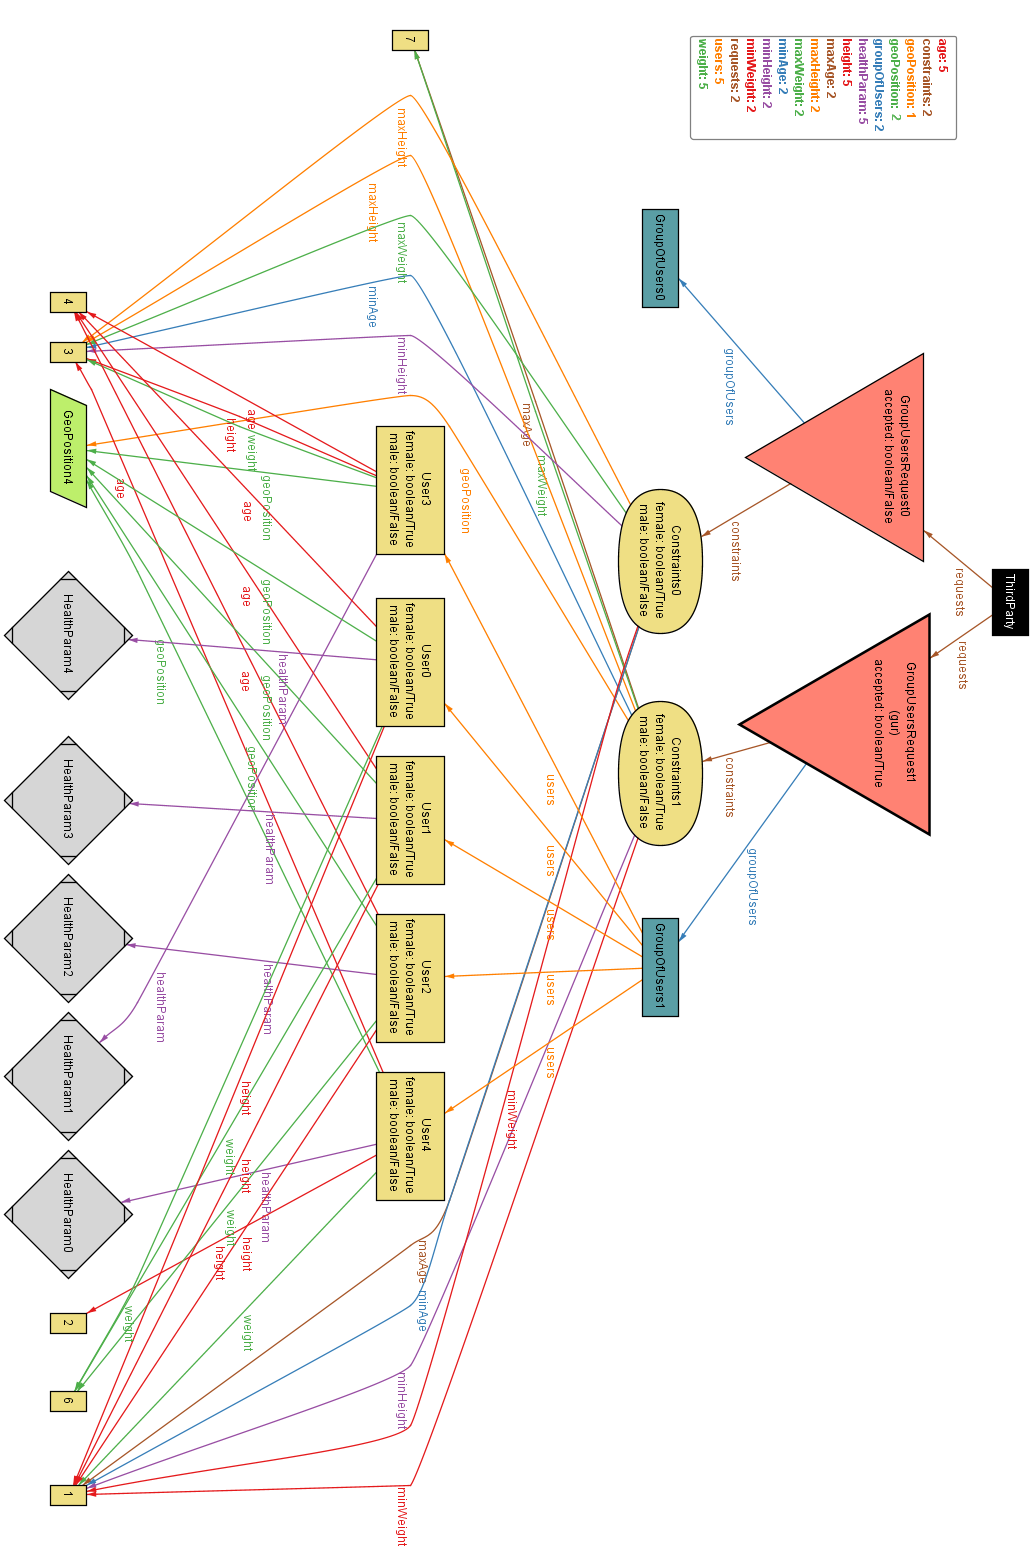 age: 5
constraints: 2
geoPosition: 1
geoPosition: 2
groupOfUsers: 2
healthParam: 5
height: 5
maxAge: 2
maxHeight: 2
maxWeight: 2
minAge: 2
minHeight: 2
minWeight: 2
requests: 2
users: 5
weight: 5
ThirdParty
requests
requests
GroupUsersRequest0
accepted: boolean/False
GroupUsersRequest1
(gur)
accepted: boolean/True
groupOfUsers
constraints
constraints
groupOfUsers
GroupOfUsers0
Constraints0
female: boolean/True
male: boolean/False
Constraints1
female: boolean/True
male: boolean/False
GroupOfUsers1
maxAge
maxWeight
geoPosition
users
users
users
users
users
minWeight
7
maxHeight
maxHeight
maxWeight
minAge
minHeight
User3
female: boolean/True
male: boolean/False
User0
female: boolean/True
male: boolean/False
User1
female: boolean/True
male: boolean/False
User2
female: boolean/True
male: boolean/False
User4
female: boolean/True
male: boolean/False
maxAge
minAge
minHeight
minWeight
age
height
weight
geoPosition
age
age
geoPosition
age
healthParam
geoPosition
age
geoPosition
geoPosition
healthParam
healthParam
healthParam
height
weight
height
healthParam
weight
height
height
weight
weight
4
3
GeoPosition4
HealthParam4
HealthParam3
HealthParam2
HealthParam1
HealthParam0
2
6
1